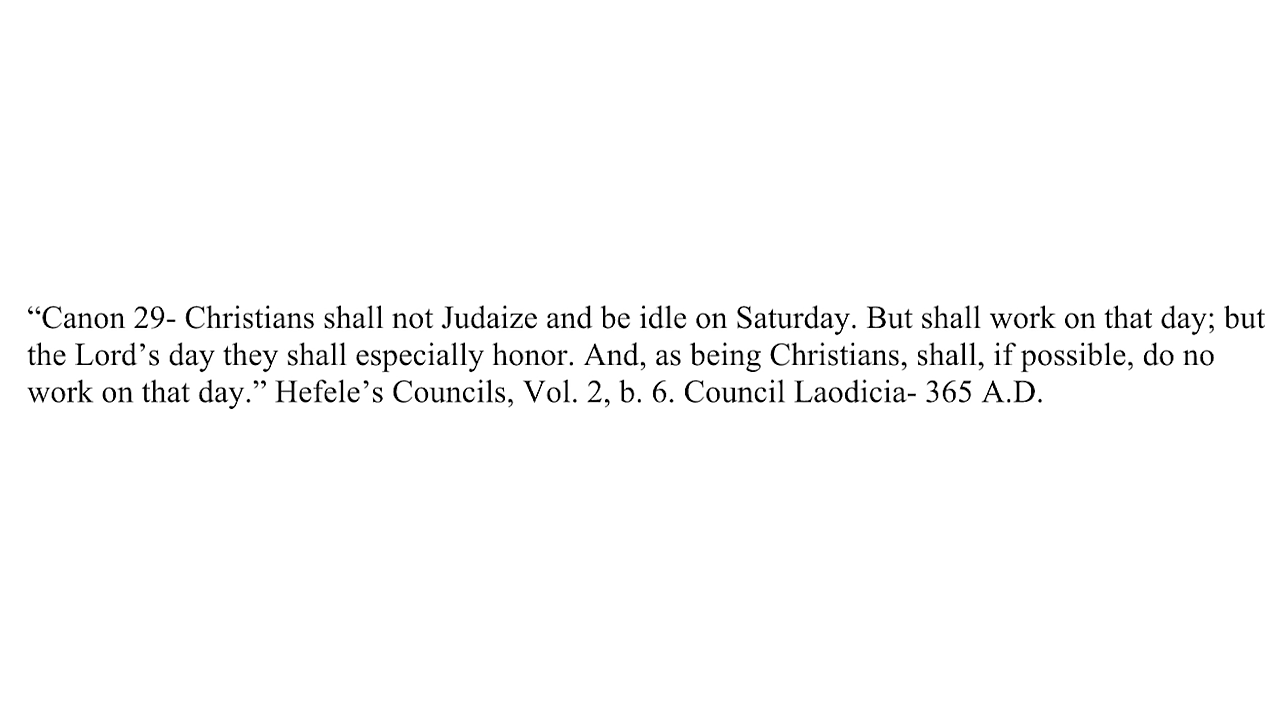 “Canon 29- Christians shall not Judaize and be idle on Saturday. But shall work on that day; but
the Lord’s day they shall especially honor. And, as being Christians, shall, if possible, do no
work on that day.” Hefele’s Councils, Vol. 2, b. 6. Council Laodicia- 365 A.D.